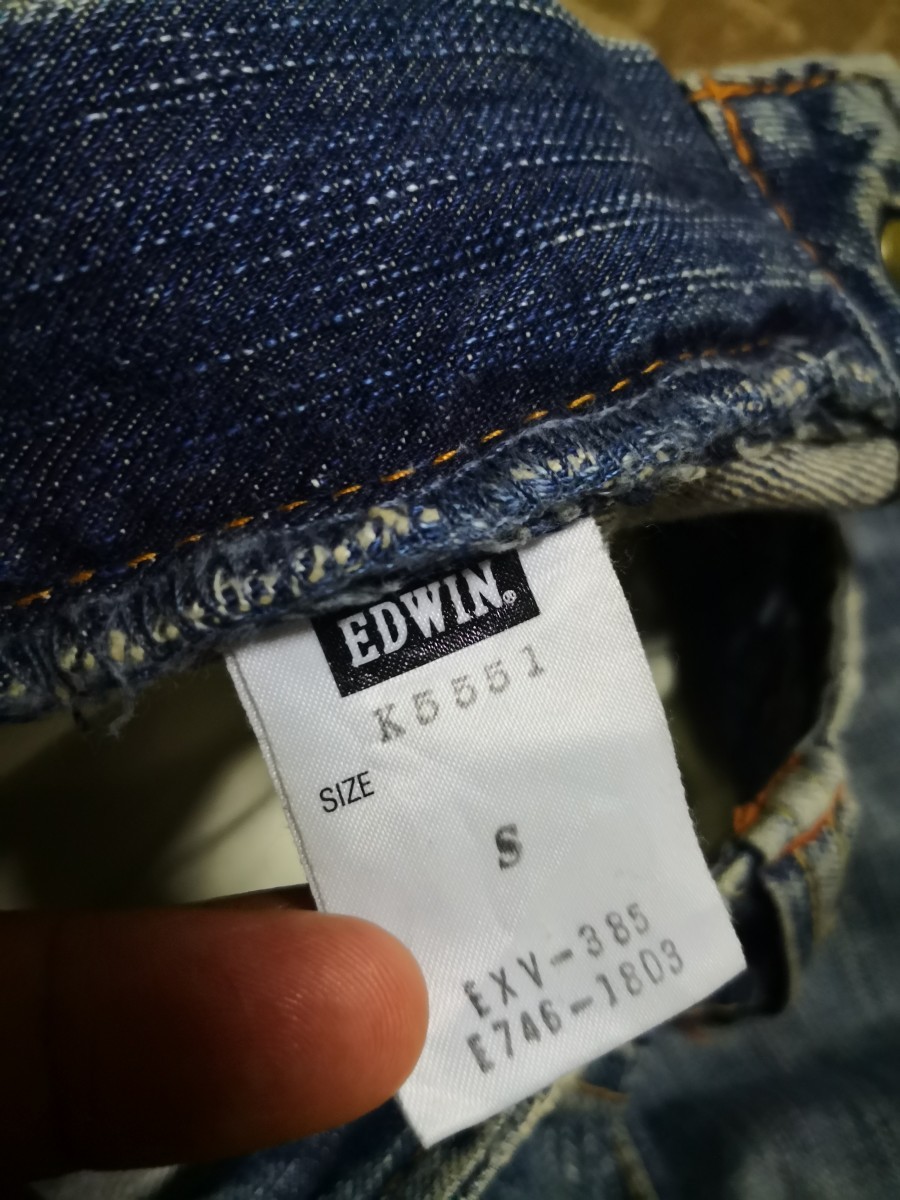 EDWIN®
K5551
SIZE
S
EXV-385
E746-1803